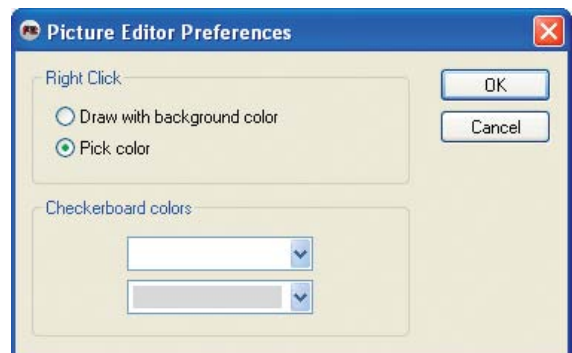 Picture Editor Preferences
Right Click
Draw with background color
Pick color
OK
Cancel
Checkerboard colors